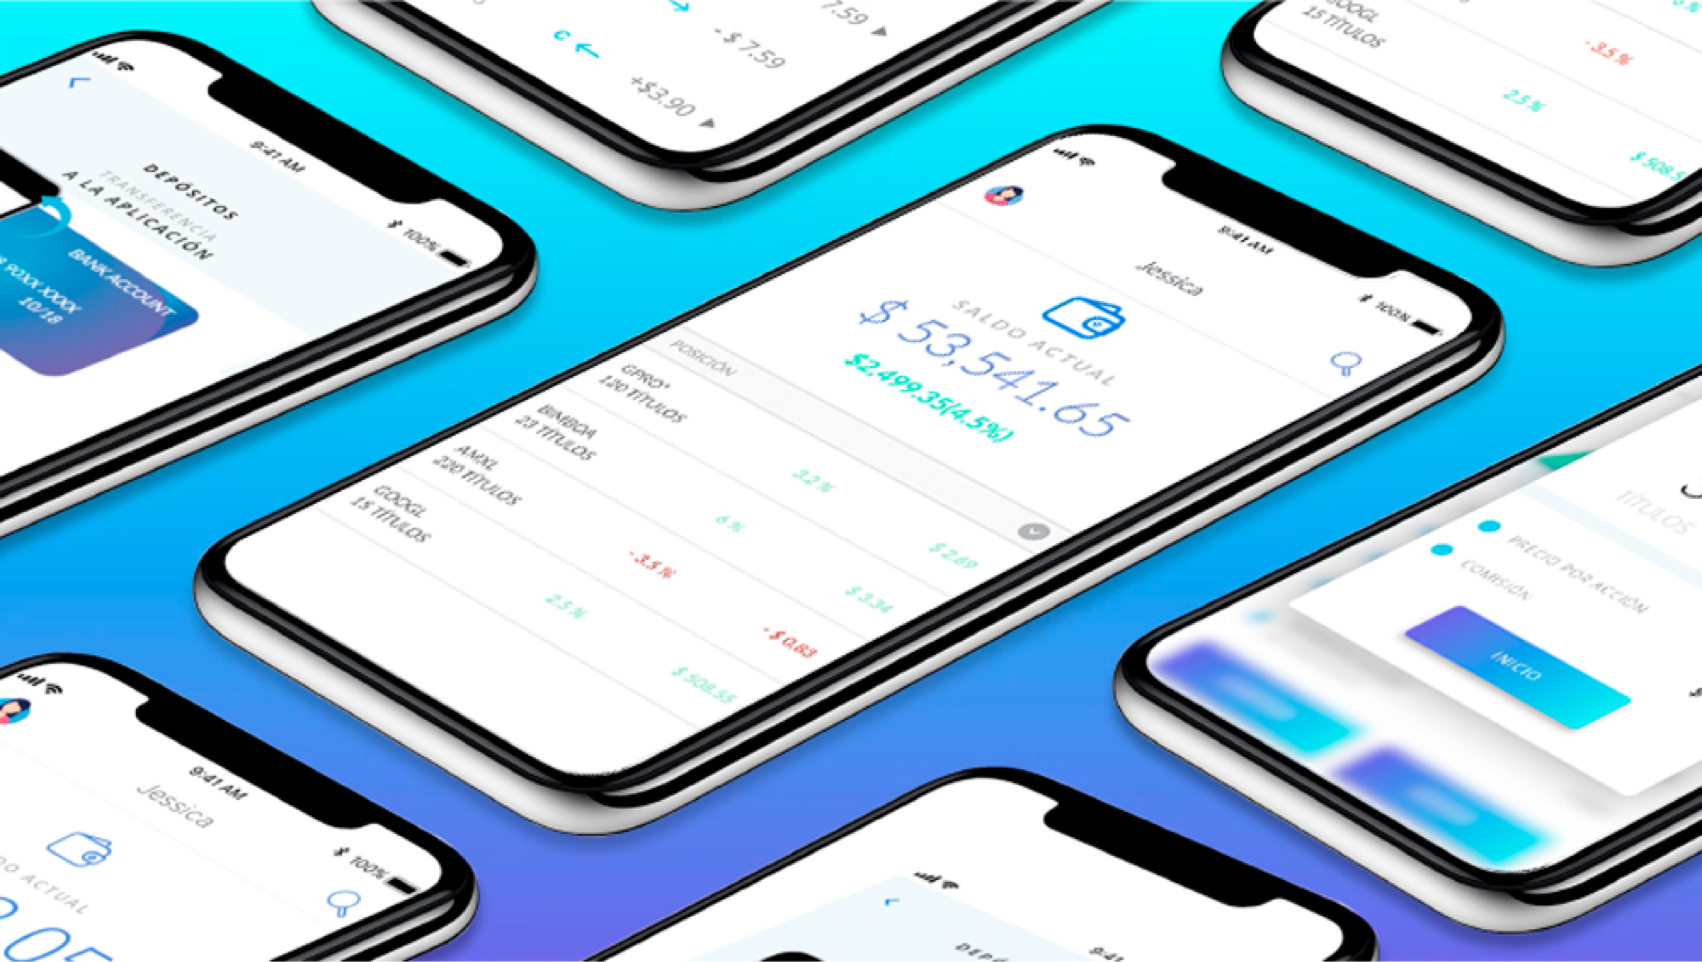 9:41 AM
100%
DEPÓSITOS
TRANSFERENCIA
A LA APLICACIÓN
BANK ACCOUNT
90XX XXXX
10/18
7.59
C
- $ 7.59
+$3.90
GOOGL
15 TÍTULOS
- 3.5 %
2.5 %
$ 508.5
9:41 AM
100%
Jessica
SALDO ACTUAL
$ 53,541.65
$2,499.35(4.5%)
POSICIÓN
GPRO*
120 TÍTULOS
3.2 %
$ 2.69
BIMBOA
23 TÍTULOS
6 %
$ 3.34
AMXL
220 TÍTULOS
- 3.5 %
- $ 0.83
GOOGL
15 TÍTULOS
2.5 %
$ 508.55
TÍTULOS
PRECIO POR ACCIÓN
COMISIÓN
INICIO
9:41 AM
100%
Jessica
DO ACTUAL
.05
DEPÓ
9:41